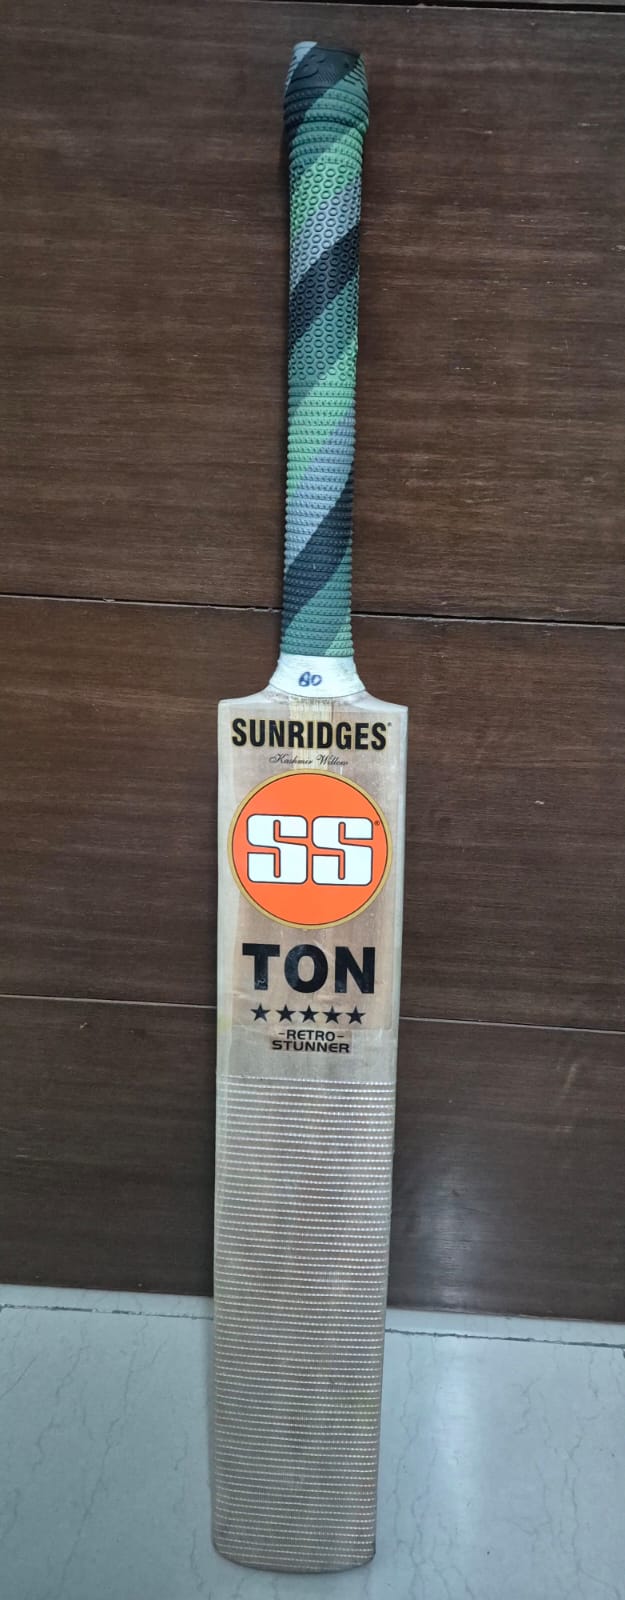 80
SUNRIDGES®
Kashmir Willow
SS®
TON
-RETRO-
STUNNER